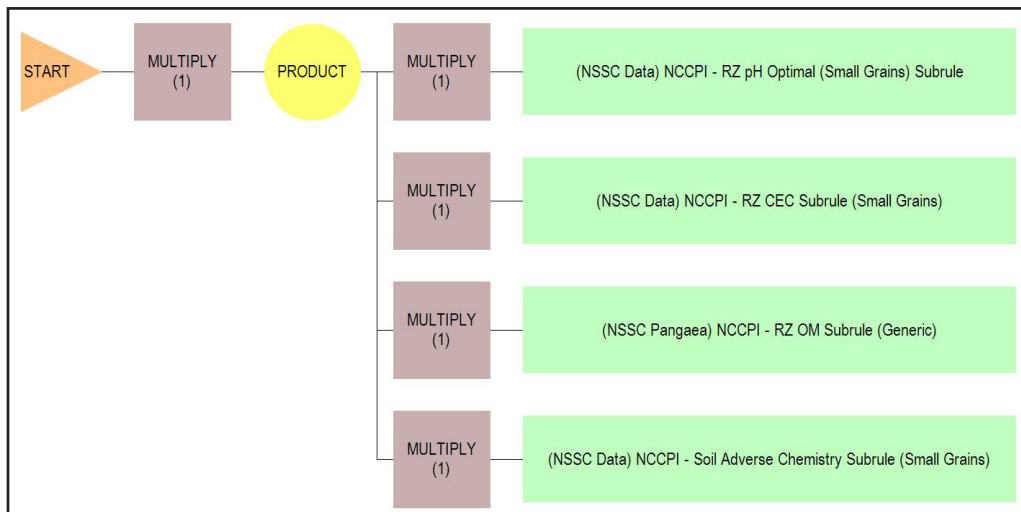 START
MULTIPLY
(1)
PRODUCT
MULTIPLY
(1)
(NSSC Data) NCCPI - RZ pH Optimal (Small Grains) Subrule
MULTIPLY
(1)
(NSSC Data) NCCPI - RZ CEC Subrule (Small Grains)
MULTIPLY
(1)
(NSSC Pangaea) NCCPI - RZ OM Subrule (Generic)
MULTIPLY
(1)
(NSSC Data) NCCPI - Soil Adverse Chemistry Subrule (Small Grains)